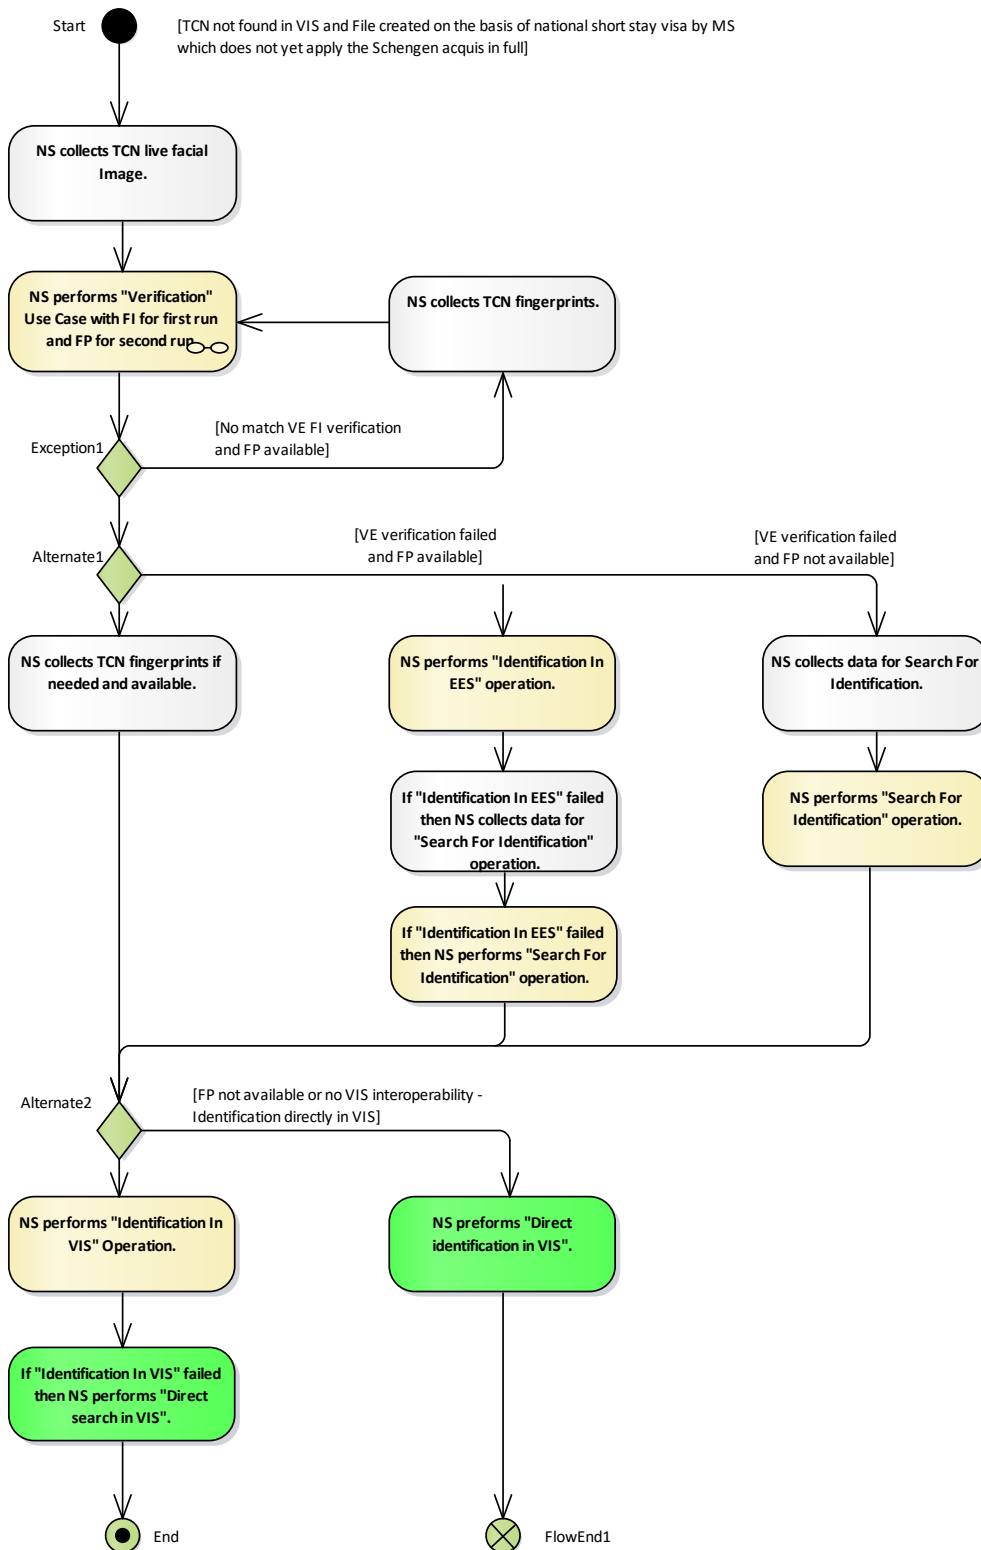 Start
[TCN not found in VIS and File created on the basis of national short stay visa by MS
which does not yet apply the Schengen acquis in full]
NS collects TCN live facial
Image.
NS performs "Verification"
Use Case with FI for first run
and FP for second run
NS collects TCN fingerprints.
Exception1
[No match VE FI verification
and FP available]
Alternate1
[VE verification failed
and FP available]
[VE verification failed
and FP not available]
NS collects TCN fingerprints if
needed and available.
NS performs "Identification In
EES" operation.
NS collects data for Search For
Identification.
If "Identification In EES" failed
then NS collects data for
"Search For Identification"
operation.
NS performs "Search For
Identification" operation.
If "Identification In EES" failed
then NS performs "Search For
Identification" operation.
Alternate2
[FP not available or no VIS interoperability -
Identification directly in VIS]
NS performs "Identification In
VIS" Operation.
NS preforms "Direct
identification in VIS".
If "Identification In VIS" failed
then NS performs "Direct
search in VIS".
End
FlowEnd1